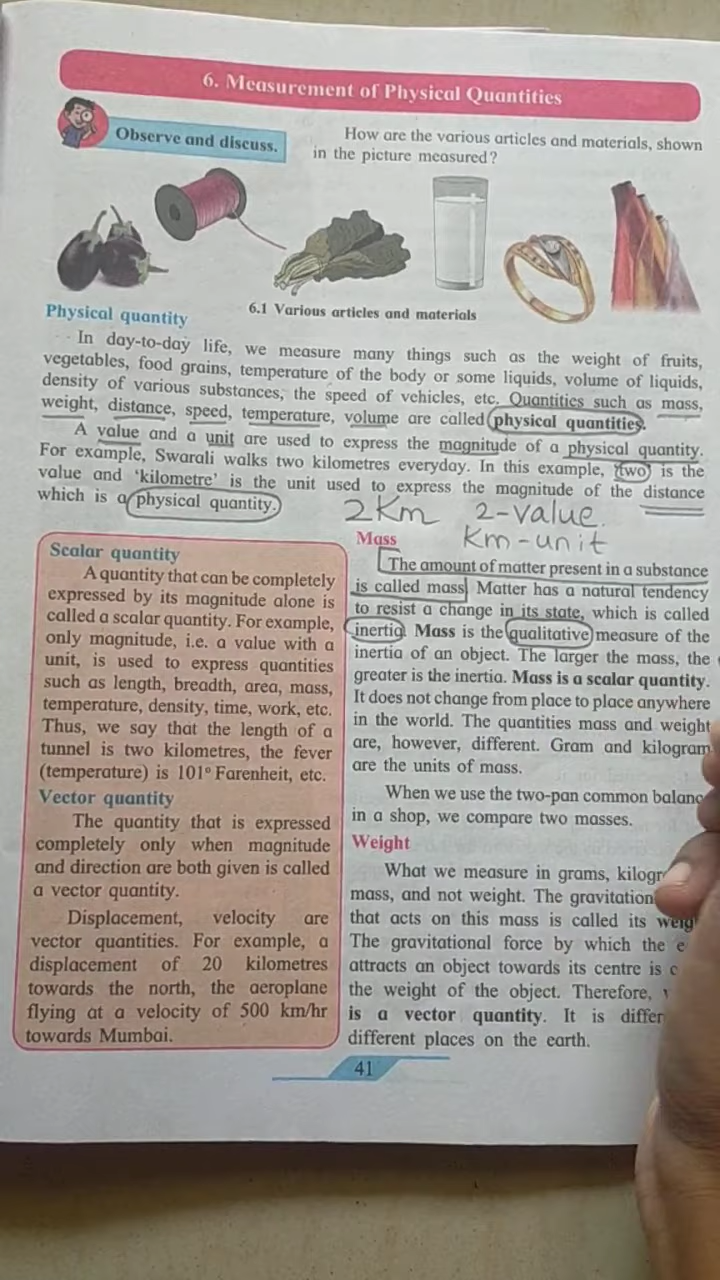 6. Measurement of Physical Quantities
Observe and discuss.
How are the various articles and materials, shown
in the picture measured?
6.1 Various articles and materials
Physical quantity
In day-to-day life, we measure many things such as the weight of fruits,
vegetables, food grains, temperature of the body or some liquids, volume of liquids,
density of various substances, the speed of vehicles, etc. Quantities such as mass,
weight, distance, speed, temperature, volume are called physical quantities.
A value and a unit are used to express the magnitude of a physical quantity.
For example, Swarali walks two kilometres everyday. In this example, 'two' is the
value and 'kilometre' is the unit used to express the magnitude of the distance
which is a physical quantity.
2Km 2-value.
Km-unit
Scalar quantity
A quantity that can be completely
expressed by its magnitude alone is
called a scalar quantity. For example,
only magnitude, i.e. a value with a
unit, is used to express quantities
such as length, breadth, area, mass,
temperature, density, time, work, etc.
Thus, we say that the length of a
tunnel is two kilometres, the fever
(temperature) is 101° Farenheit, etc.
Vector quantity
The quantity that is expressed
completely only when magnitude
and direction are both given is called
a vector quantity.
Displacement, velocity are
vector quantities. For example, a
displacement of 20 kilometres
towards the north, the aeroplane
flying at a velocity of 500 km/hr
towards Mumbai.
Mass
The amount of matter present in a substance
is called mass. Matter has a natural tendency
to resist a change in its state, which is called
inertia. Mass is the qualitative measure of the
inertia of an object. The larger the mass, the
greater is the inertia. Mass is a scalar quantity.
It does not change from place to place anywhere
in the world. The quantities mass and weight
are, however, different. Gram and kilogram
are the units of mass.
When we use the two-pan common
in a shop, we compare two masses.
Weight
What we measure in grams,
mass, and not weight. The
that acts on this mass is called its
The gravitational force by which the
attracts an object towards its centre is
the weight of the object. Therefore,
is a vector quantity. It is
different places on the earth.
41